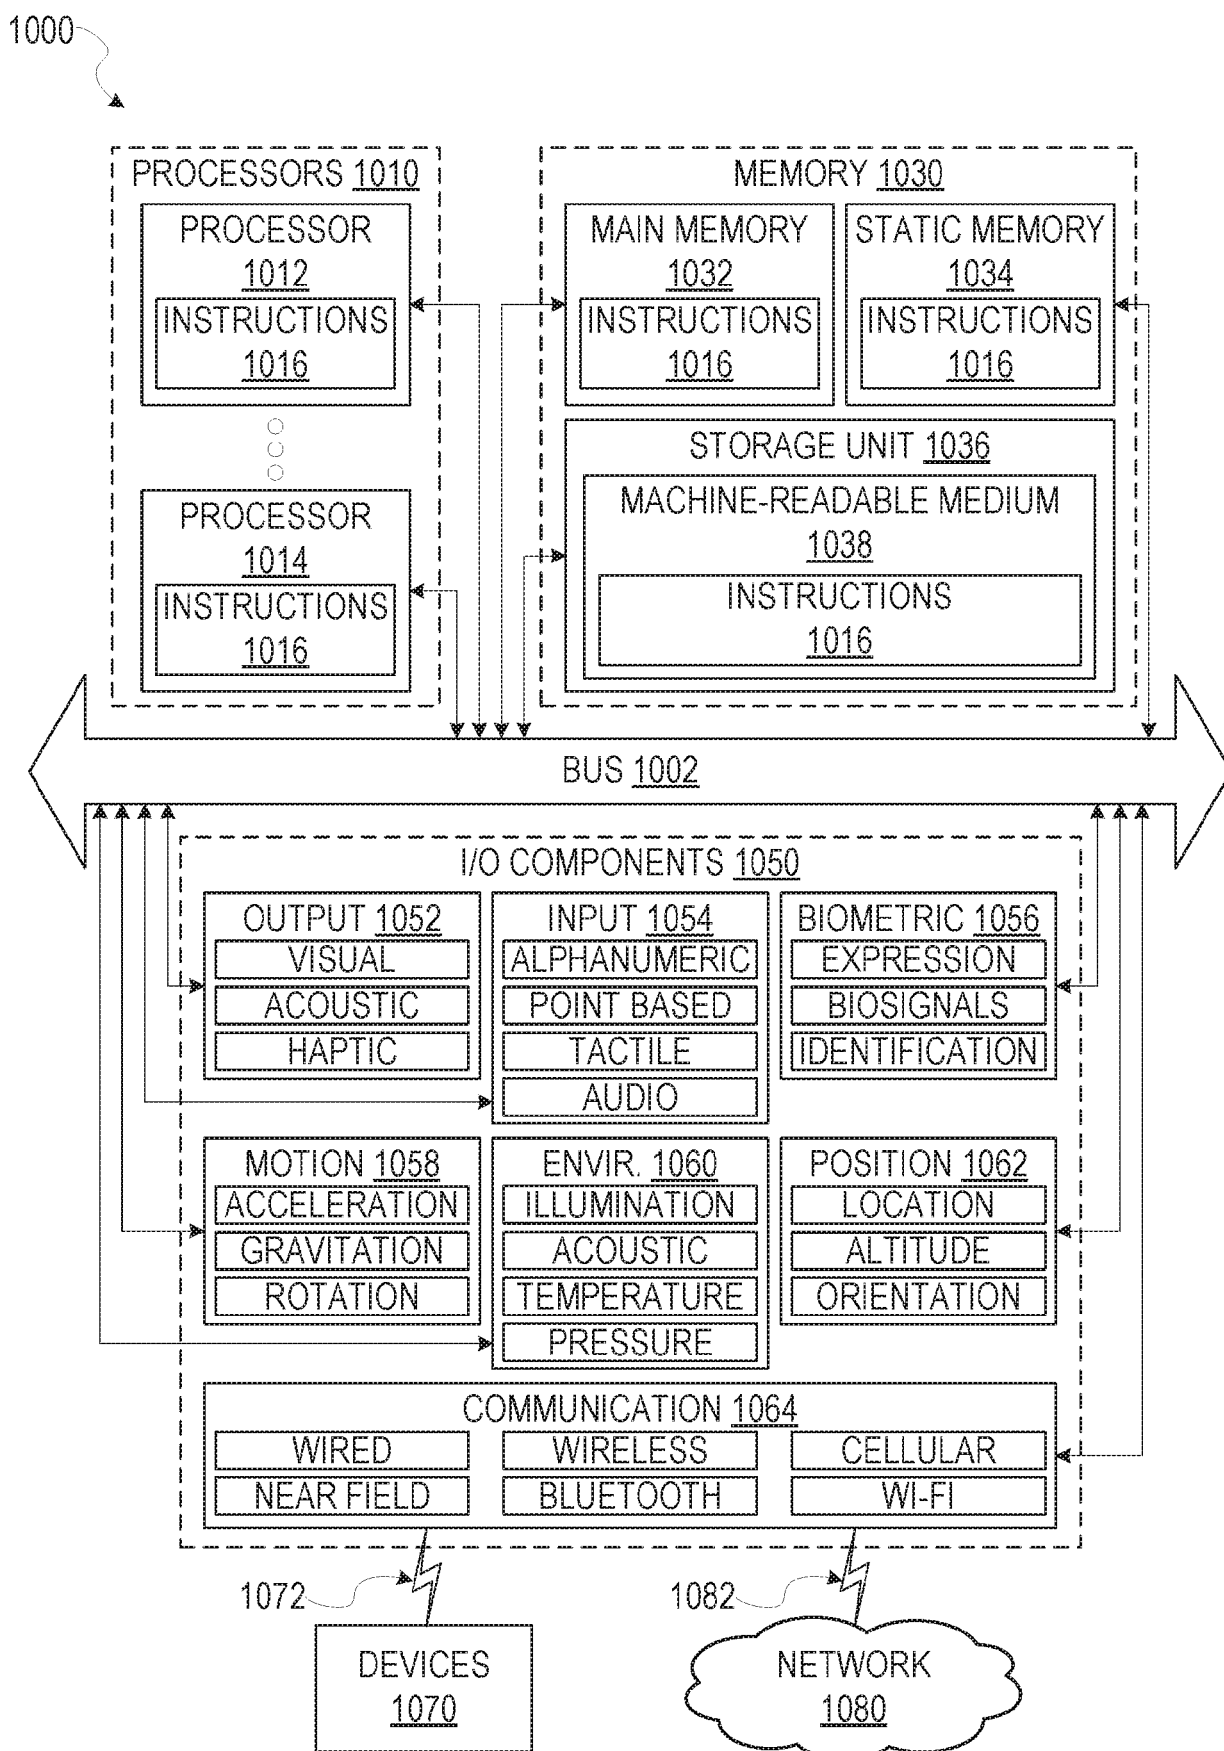 1000
PROCESSORS 1010
PROCESSOR
1012
INSTRUCTIONS
1016
PROCESSOR
1014
INSTRUCTIONS
1016
MEMORY 1030
MAIN MEMORY
1032
INSTRUCTIONS
1016
STATIC MEMORY
1034
INSTRUCTIONS
1016
STORAGE UNIT 1036
MACHINE-READABLE MEDIUM
1038
INSTRUCTIONS
1016
BUS 1002
I/O COMPONENTS 1050
OUTPUT 1052
VISUAL
ACOUSTIC
HAPTIC
INPUT 1054
ALPHANUMERIC
POINT BASED
TACTILE
AUDIO
BIOMETRIC 1056
EXPRESSION
BIOSIGNALS
IDENTIFICATION
MOTION 1058
ACCELERATION
GRAVITATION
ROTATION
ENVIR. 1060
ILLUMINATION
ACOUSTIC
TEMPERATURE
PRESSURE
POSITION 1062
LOCATION
ALTITUDE
ORIENTATION
COMMUNICATION 1064
WIRED
WIRELESS
CELLULAR
NEAR FIELD
BLUETOOTH
WI-FI
1072
1082
DEVICES
1070
NETWORK
1080